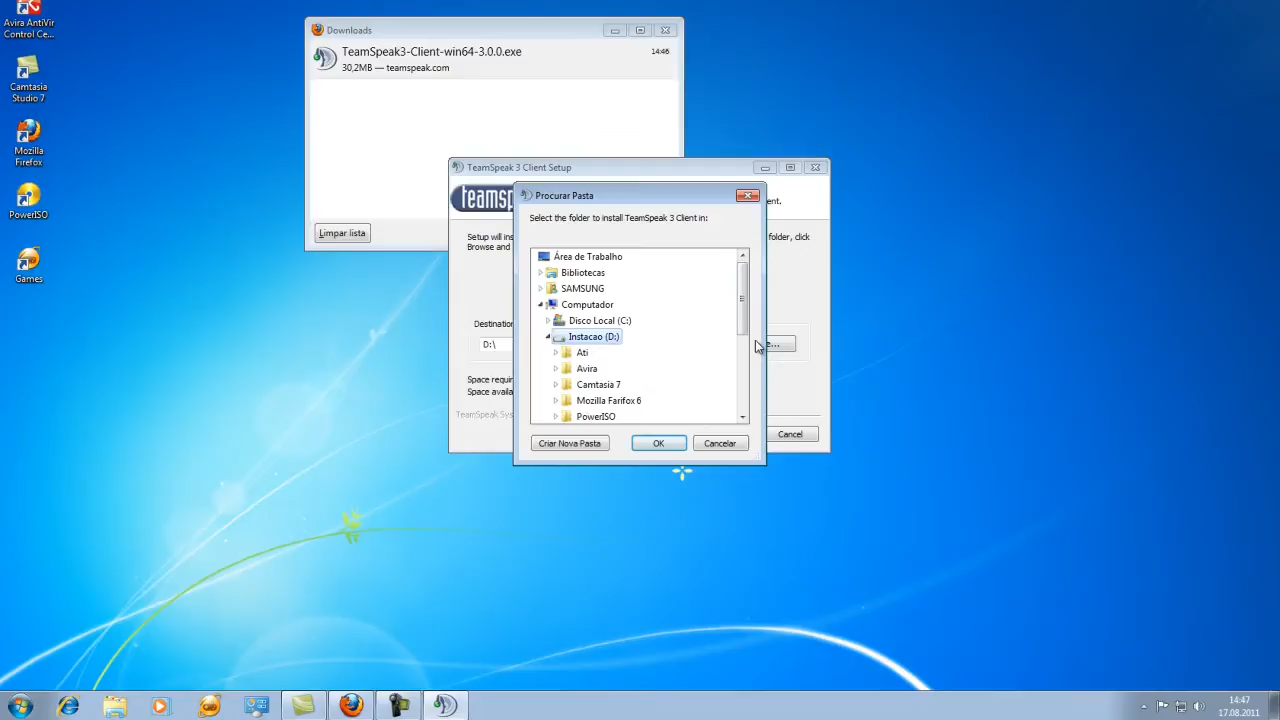 Avira AntiVir
Control Ce...
Camtasia
Studio 7
Mozilla
Firefox
PowerISO
Games
Downloads
TeamSpeak3-Client-win64-3.0.0.exe
14:46
30,2MB — teamspeak.com
Limpar lista
TeamSpeak 3 Client Setup
teamsp
ent.
Setup will ins
folder, click
Browse and
Destination
D:\
e...
Space requir
Space availa
TeamSpeak Sys
Cancel
Procurar Pasta
Select the folder to install TeamSpeak 3 Client in:
Área de Trabalho
Bibliotecas
SAMSUNG
Computador
Disco Local (C:)
Instacao (D:)
Ati
Avira
Camtasia 7
Mozilla Farifox 6
PowerISO
Criar Nova Pasta
OK
Cancelar
14:47
17.08.2011